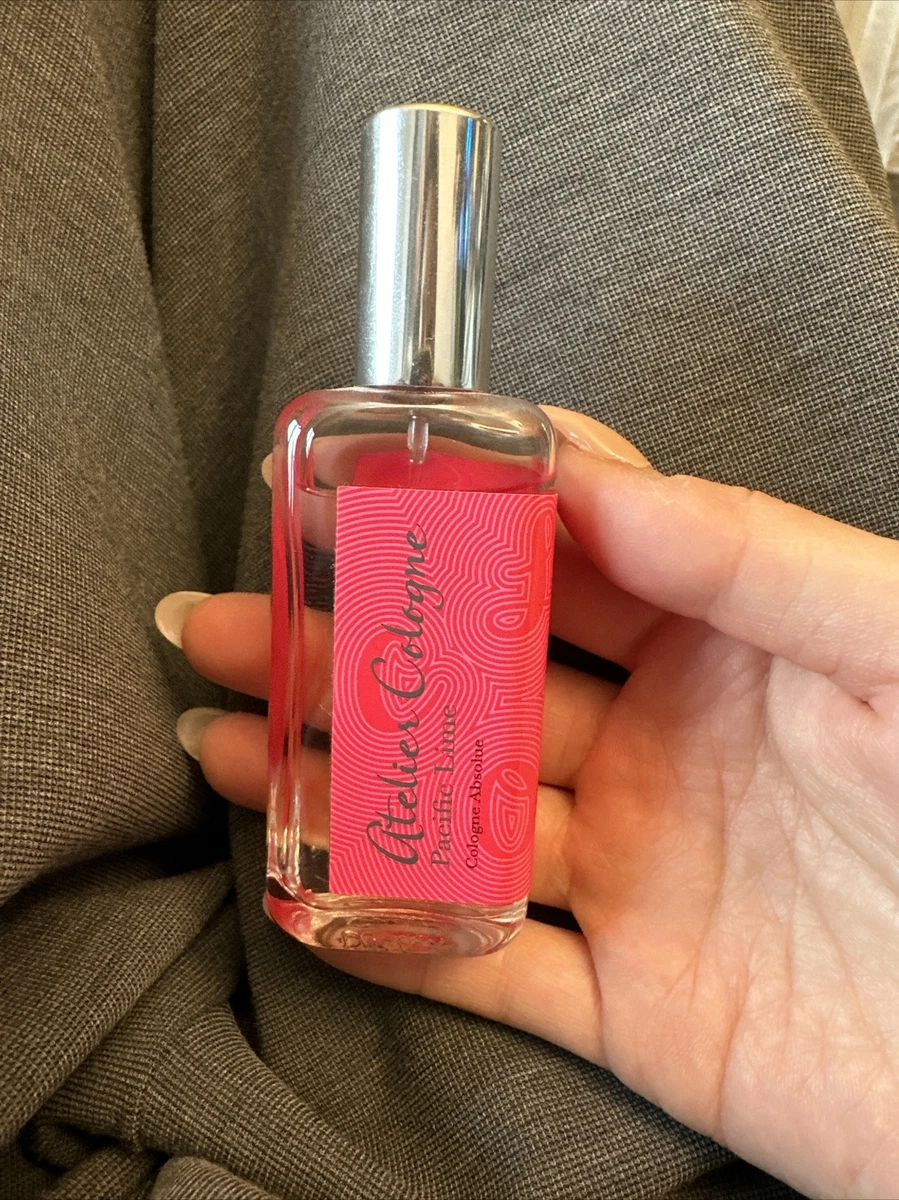 Atelier Cologne
Pacific Lime
Cologne Absolue